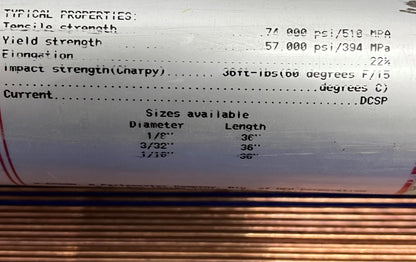 TYPICAL PROPERTIES:
Tensile strength ............ 74 000 psi/510 MPA
Yield strength ............ 57,000 psi/394 MPa
Elongation ............ 22%
Impact strength(Charpy) ...... 36ft-lbs(60 degrees F/15
degrees C)
Current ............ DCSP
Sizes available
Diameter Length
1/8'' 36''
3/32'' 36''
1/16'' 36''